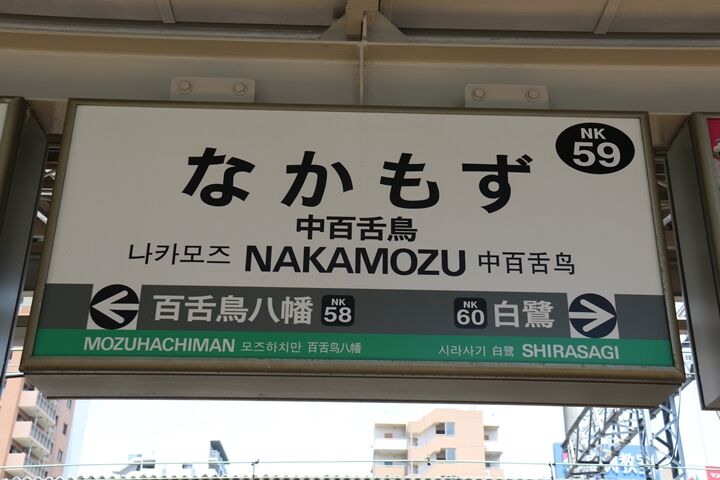 NK
59
なかもず
中百舌鳥
나카모즈 NAKAMOZU 中百舌鸟
百舌鳥八幡 NK 58 NK 60 白鷺
MOZUHACHIMAN 모즈하치만 百舌鸟八幡 시라사기 白鹭 SHIRASAGI